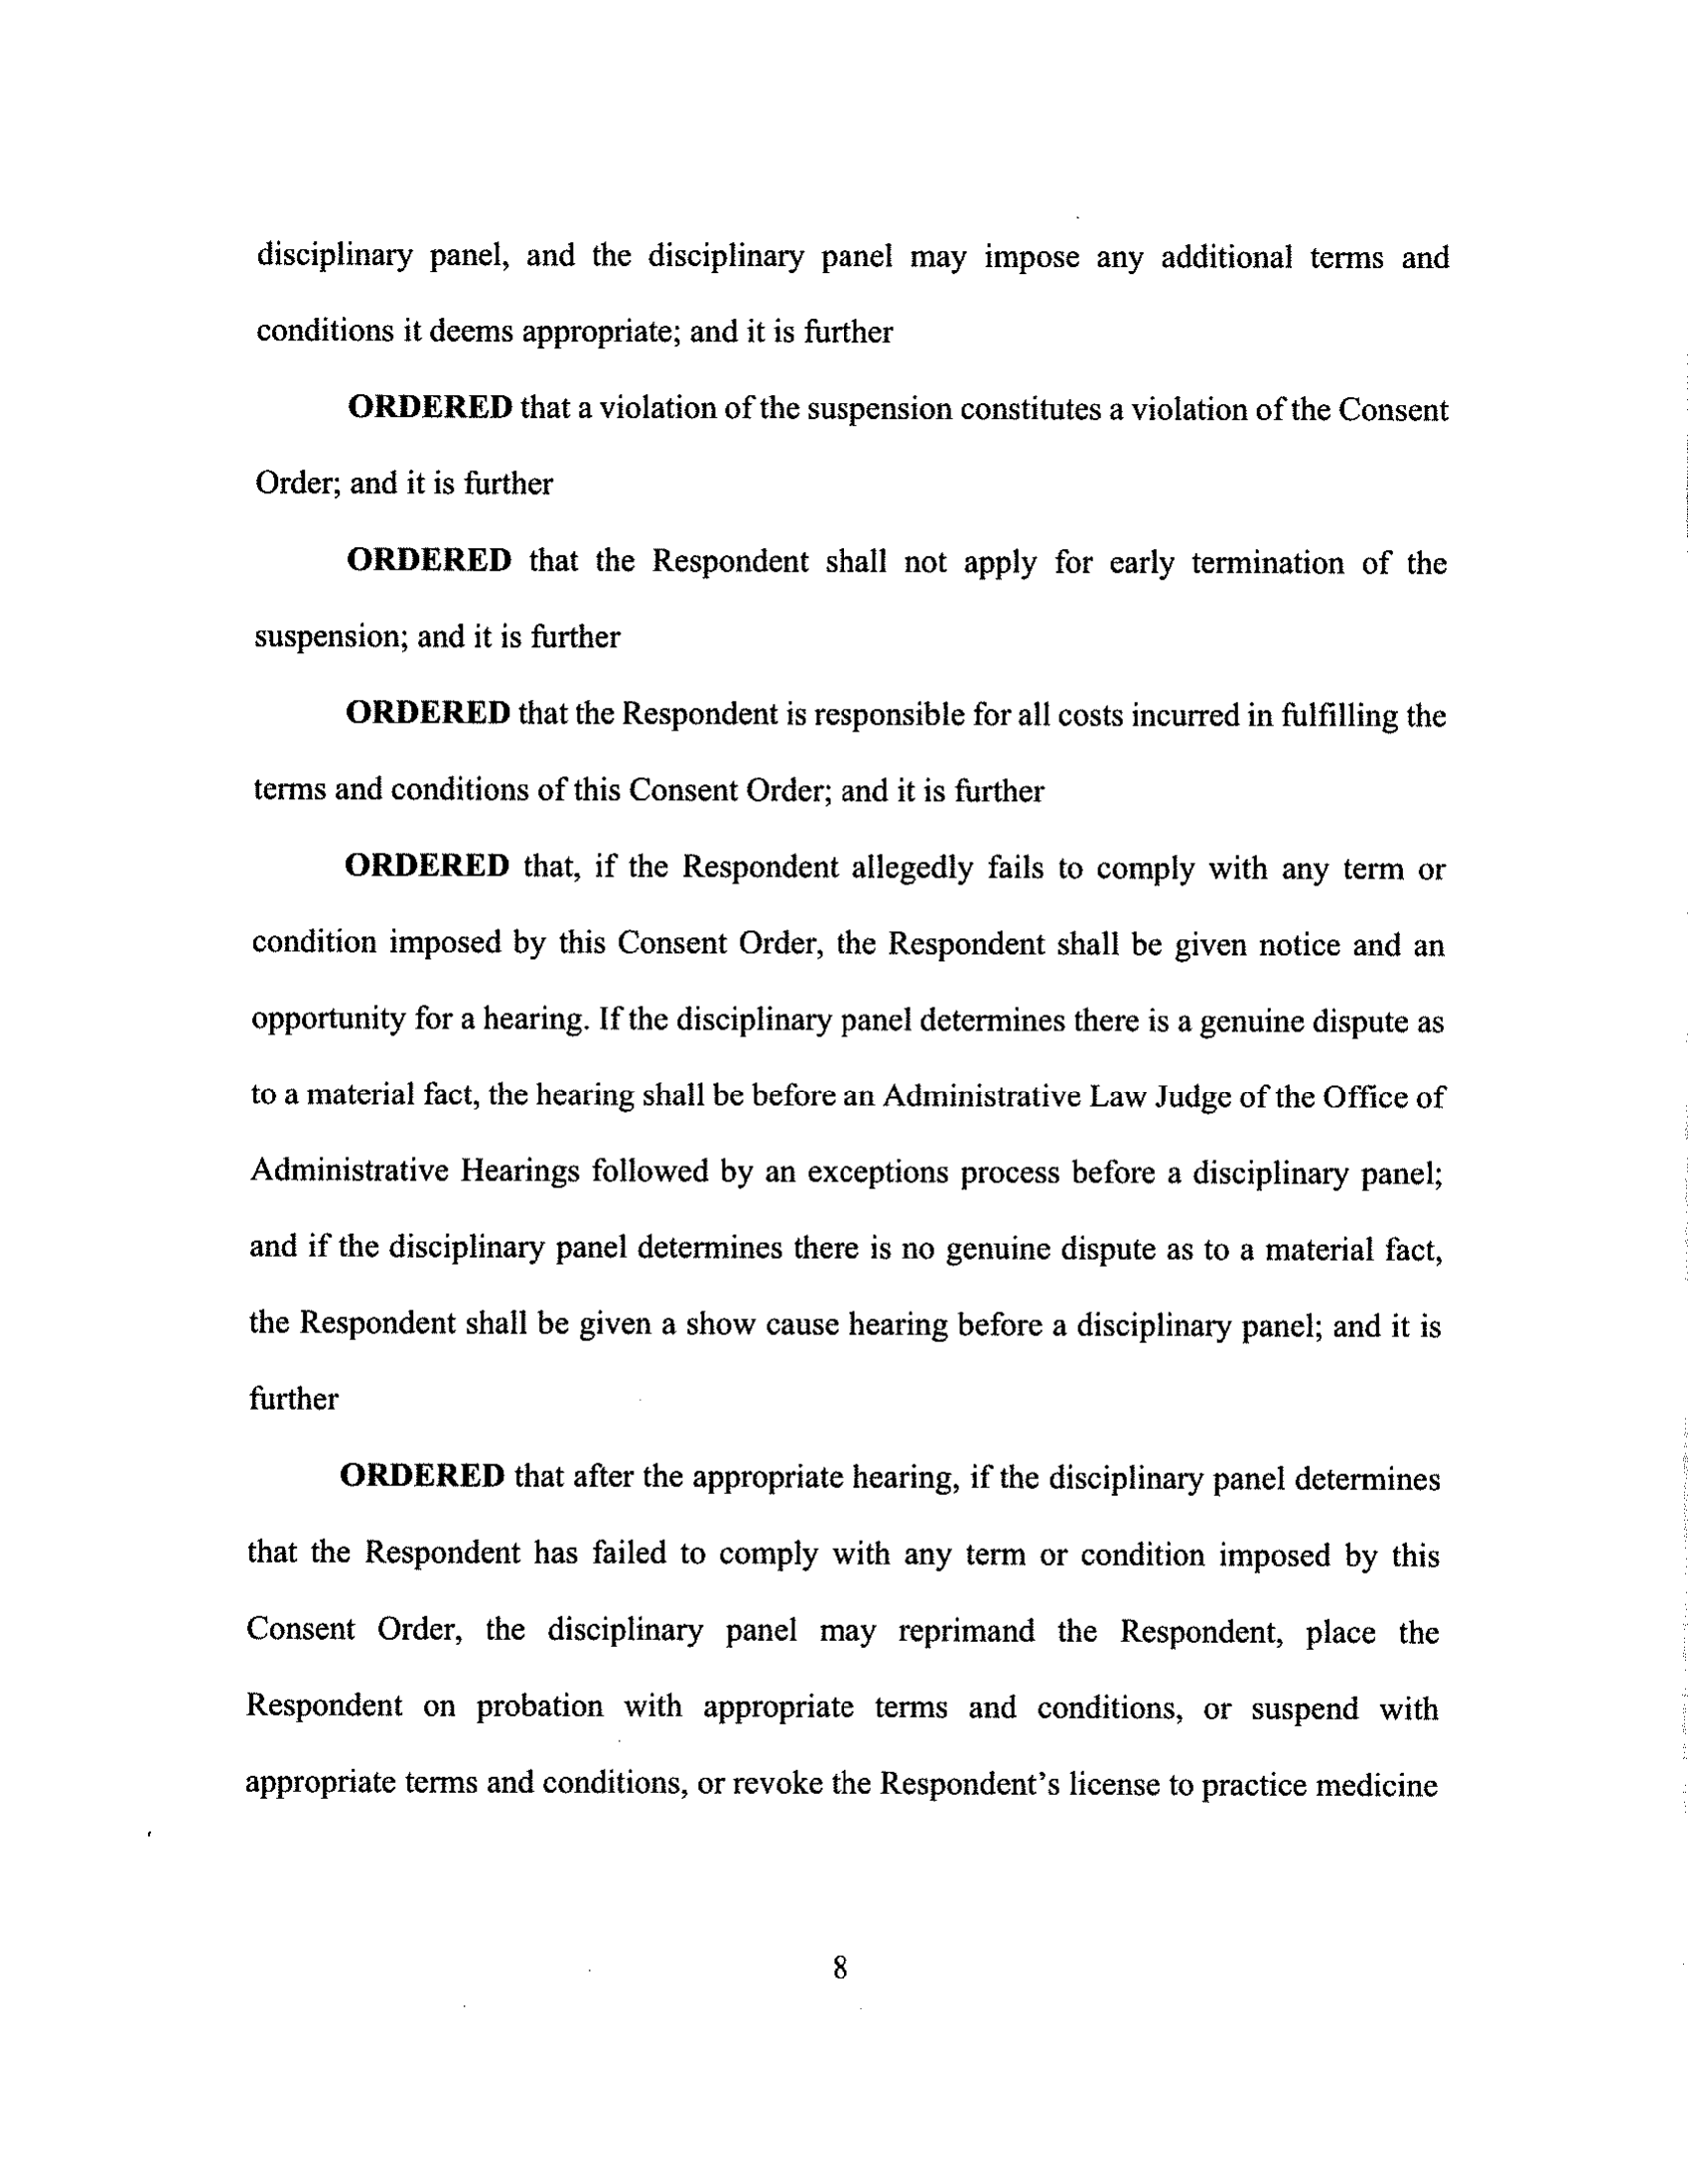 disciplinary panel, and the disciplinary panel may impose any additional terms and
conditions it deems appropriate; and it is further
ORDERED that a violation of the suspension constitutes a violation of the Consent
Order; and it is further
ORDERED that the Respondent shall not apply for early termination of the
suspension; and it is further
ORDERED that the Respondent is responsible for all costs incurred in fulfilling the
terms and conditions of this Consent Order; and it is further
ORDERED that, if the Respondent allegedly fails to comply with any term or
condition imposed by this Consent Order, the Respondent shall be given notice and an
opportunity for a hearing. If the disciplinary panel determines there is a genuine dispute as
to a material fact, the hearing shall be before an Administrative Law Judge of the Office of
Administrative Hearings followed by an exceptions process before a disciplinary panel;
and if the disciplinary panel determines there is no genuine dispute as to a material fact,
the Respondent shall be given a show cause hearing before a disciplinary panel; and it is
further
ORDERED that after the appropriate hearing, if the disciplinary panel determines
that the Respondent has failed to comply with any term or condition imposed by this
Consent Order, the disciplinary panel may reprimand the Respondent, place the
Respondent on probation with appropriate terms and conditions, or suspend with
appropriate terms and conditions, or revoke the Respondent's license to practice medicine
8